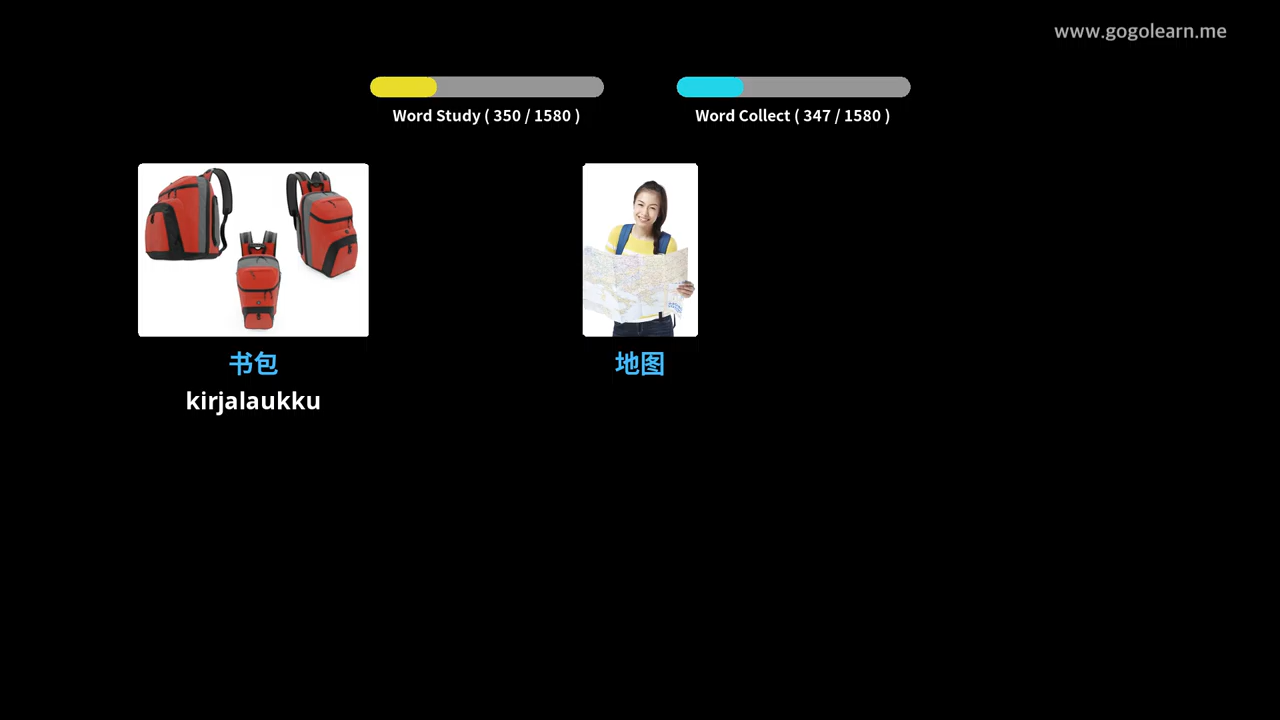 www.gogolearn.me
Word Study ( 350 / 1580 )
Word Collect ( 347 / 1580 )
书包
kirjalaukku
地图